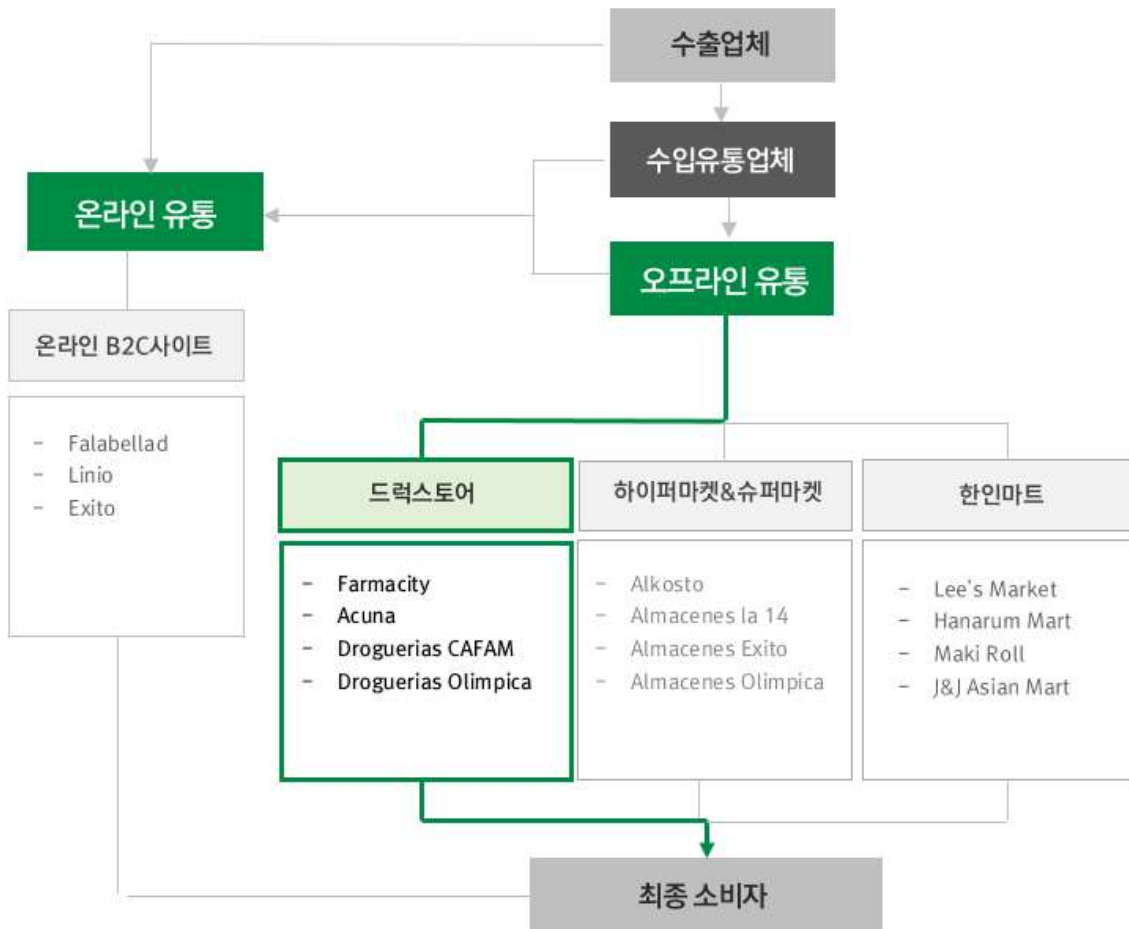 수출업체
수입유통업체
온라인 유통
오프라인 유통
온라인 B2C사이트
- Falabellad
- Linio
- Exito
드럭스토어
- Farmacity
- Acuna
- Droguerias CAFAM
- Droguerias Olimpica
하이퍼마켓&슈퍼마켓
- Alkosto
- Almacenes la 14
- Almacenes Exito
- Almacenes Olimpica
한인마트
- Lee's Market
- Hanarum Mart
- Maki Roll
- J&J Asian Mart
최종 소비자